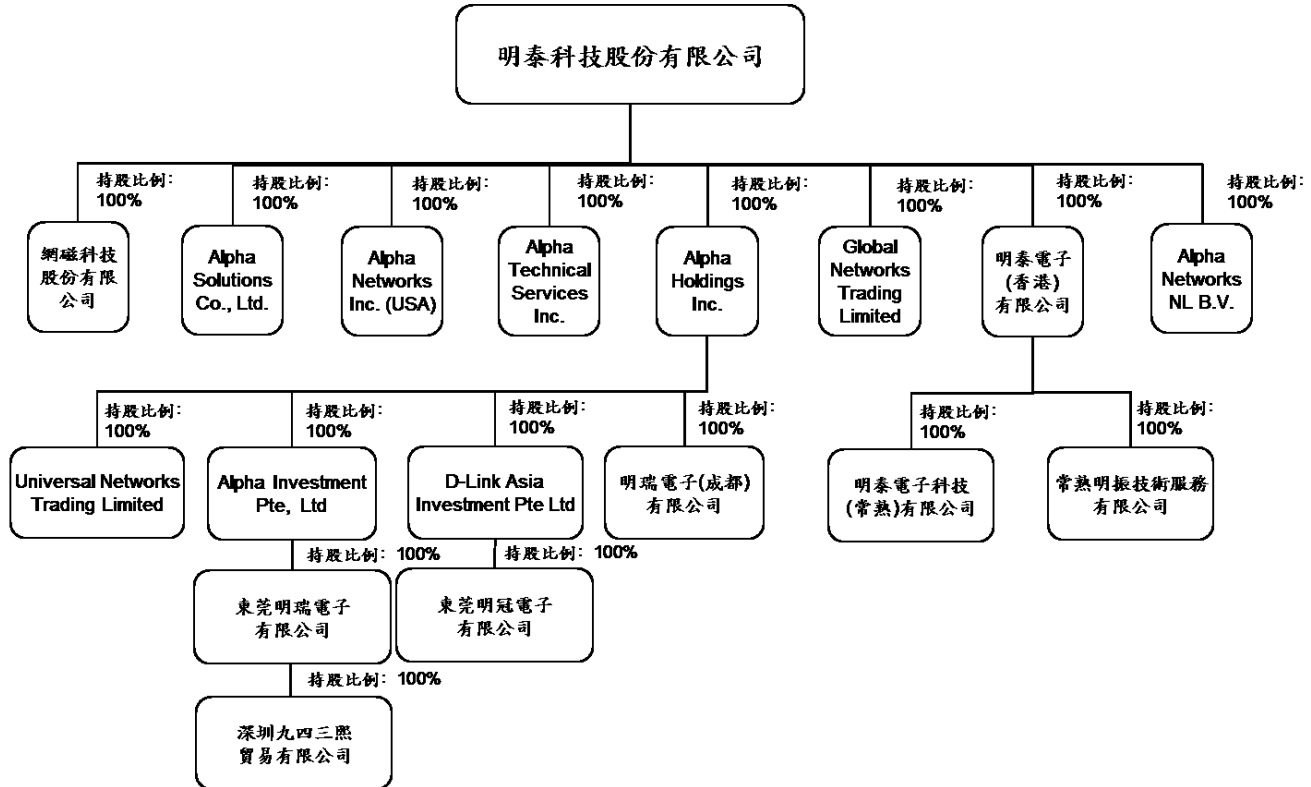 明泰科技股份有限公司
持股比例:
100%
持股比例:
100%
持股比例:
100%
持股比例:
100%
持股比例:
100%
持股比例:
100%
持股比例:
100%
持股比例:
100%
網磁科技
股份有限
公司
Alpha
Solutions
Co., Ltd.
Alpha
Networks
Inc. (USA)
Alpha
Technical
Services
Inc.
Alpha
Holdings
Inc.
Global
Networks
Trading
Limited
明泰電子
(香港)
有限公司
Alpha
Networks
NL B.V.
持股比例:
100%
持股比例:
100%
持股比例:
100%
持股比例:
100%
持股比例:
100%
持股比例:
100%
Universal Networks
Trading Limited
Alpha Investment
Pte, Ltd
D-Link Asia
Investment Pte Ltd
明瑞電子(成都)
有限公司
明泰電子科技
(常熟)有限公司
常熟明振技術服務
有限公司
持股比例: 100%
持股比例: 100%
東莞明瑞電子
有限公司
東莞明冠電子
有限公司
持股比例: 100%
深圳九四三熙
貿易有限公司